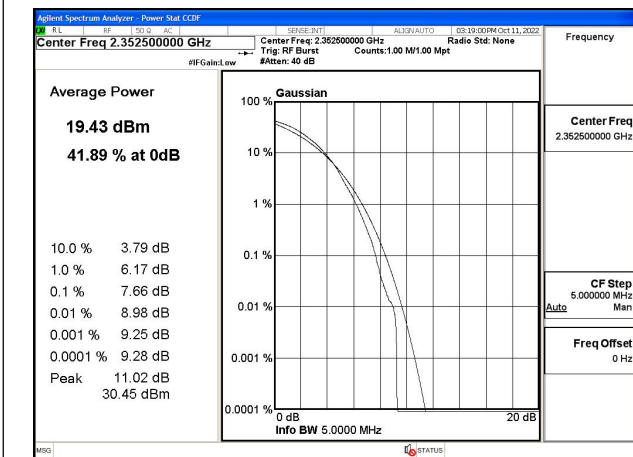 Agilent Spectrum Analyzer - Power Stat CCDF
RL RF 50 Ω AC SENSE:INT ALIGN AUTO 03:19:00 PM Oct 11, 2022
Center Freq 2.352500000 GHz
Center Freq: 2.352500000 GHz Radio Std: None
Trig: RF Burst Counts:1.00 M/1.00 Mpt
#IFGain:Low #Atten: 40 dB
Frequency
Average Power
19.43 dBm
41.89 % at 0dB
10.0 % 3.79 dB
1.0 % 6.17 dB
0.1 % 7.66 dB
0.01 % 8.98 dB
0.001 % 9.25 dB
0.0001 % 9.28 dB
Peak 11.02 dB
30.45 dBm
Gaussian
100 %
10 %
1 %
0.1 %
0.01 %
0.001 %
0.0001 %
0 dB 20 dB
Info BW 5.0000 MHz
Center Freq
2.352500000 GHz
CF Step
5.000000 MHz
Auto Man
Freq Offset
0 Hz
MSG STATUS